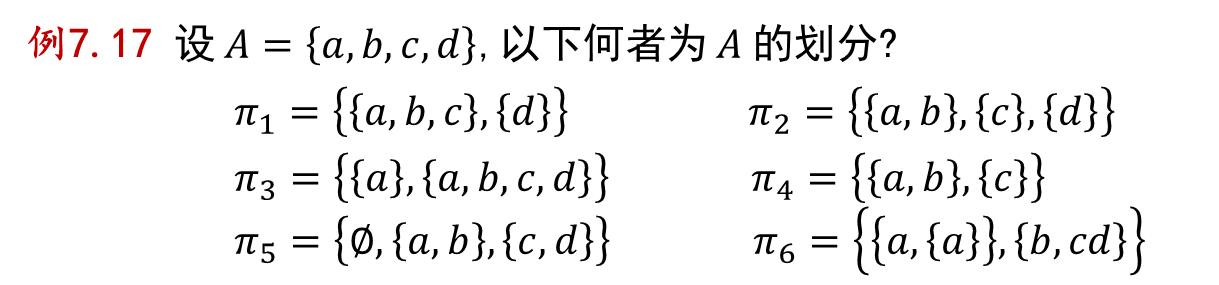 例7.17 设 A = {a, b, c, d}, 以下何者为 A 的划分?
π₁ = {{a, b, c}, {d}} π₂ = {{a, b}, {c}, {d}}
π₃ = {{a}, {a, b, c, d}} π₄ = {{a, b}, {c}}
π₅ = {∅, {a, b}, {c, d}} π₆ = {{a, {a}}, {b, cd}}